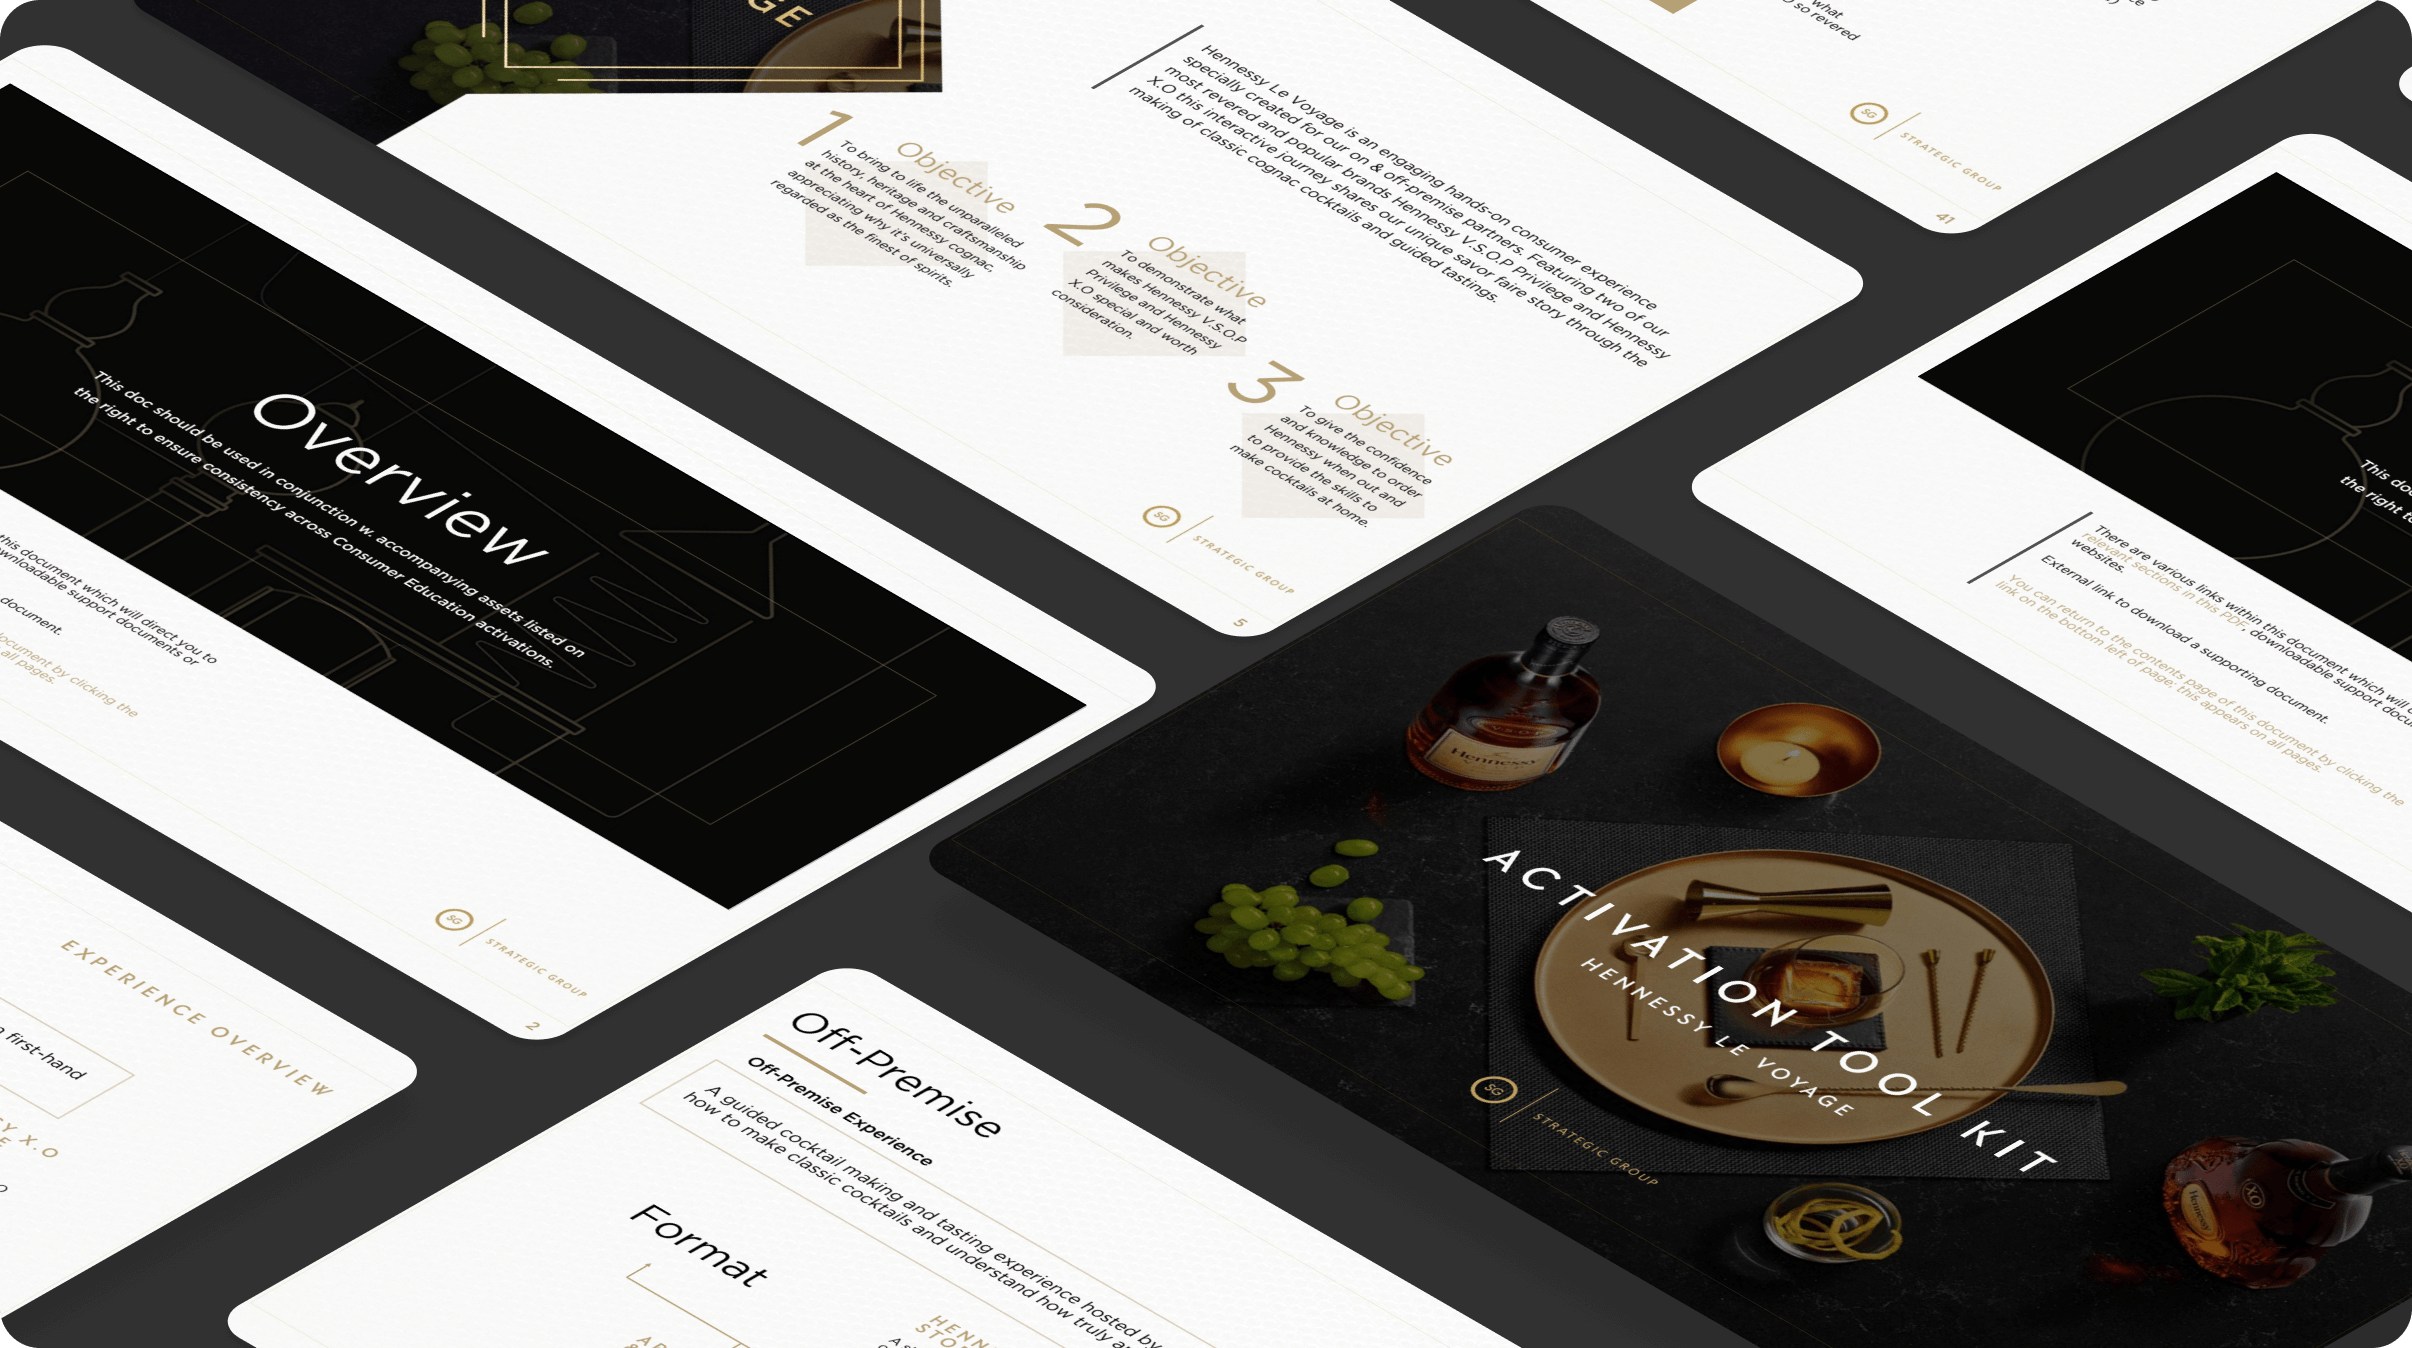 GE
1
Objective
To bring to life the unparalleled
history, heritage and craftsmanship
at the heart of Hennessy cognac,
appreciating why it's universally
regarded as the finest of spirits.
2
Objective
To demonstrate what
makes Hennessy V.S.O.P
Privilege and Hennessy
X.O special and worth
consideration.
3
Objective
To give the confidence
and knowledge to order
Hennessy when out and
to provide the skills to
make cocktails at home.
Hennessy Le Voyage is an engaging hands-on consumer experience
specially created for our on & off-premise partners. Featuring two of our
most revered and popular brands Hennessy V.S.O.P Privilege and Hennessy
X.O this interactive journey shares our unique savor faire story through the
making of classic cognac cocktails and guided tastings.
SG
STRATEGIC GROUP
5
what
so revered
SG
STRATEGIC GROUP
41
Overview
This doc should be used in conjunction w. accompanying assets listed on
the right to ensure consistency across Consumer Education activations.
this document which will direct you to
downloadable support documents or
document.
document by clicking the
all pages.
SG
STRATEGIC GROUP
2
This doc
the right to
There are various links within this document which will
relevant sections in this PDF, downloadable support docu
websites.
External link to download a supporting document.
You can return to the contents page of this document by clicking the
link on the bottom left of page; this appears on all pages.
EXPERIENCE OVERVIEW
first-hand
X.O
Off-Premise
Off-Premise Experience
A guided cocktail making and tasting experience hosted by
how to make classic cocktails and understand how truly
Format
HENN
STO
Hennessy
ACTIVATION TOOL KIT
HENNESSY LE VOYAGE
SG
STRATEGIC GROUP
XO
Hennessy